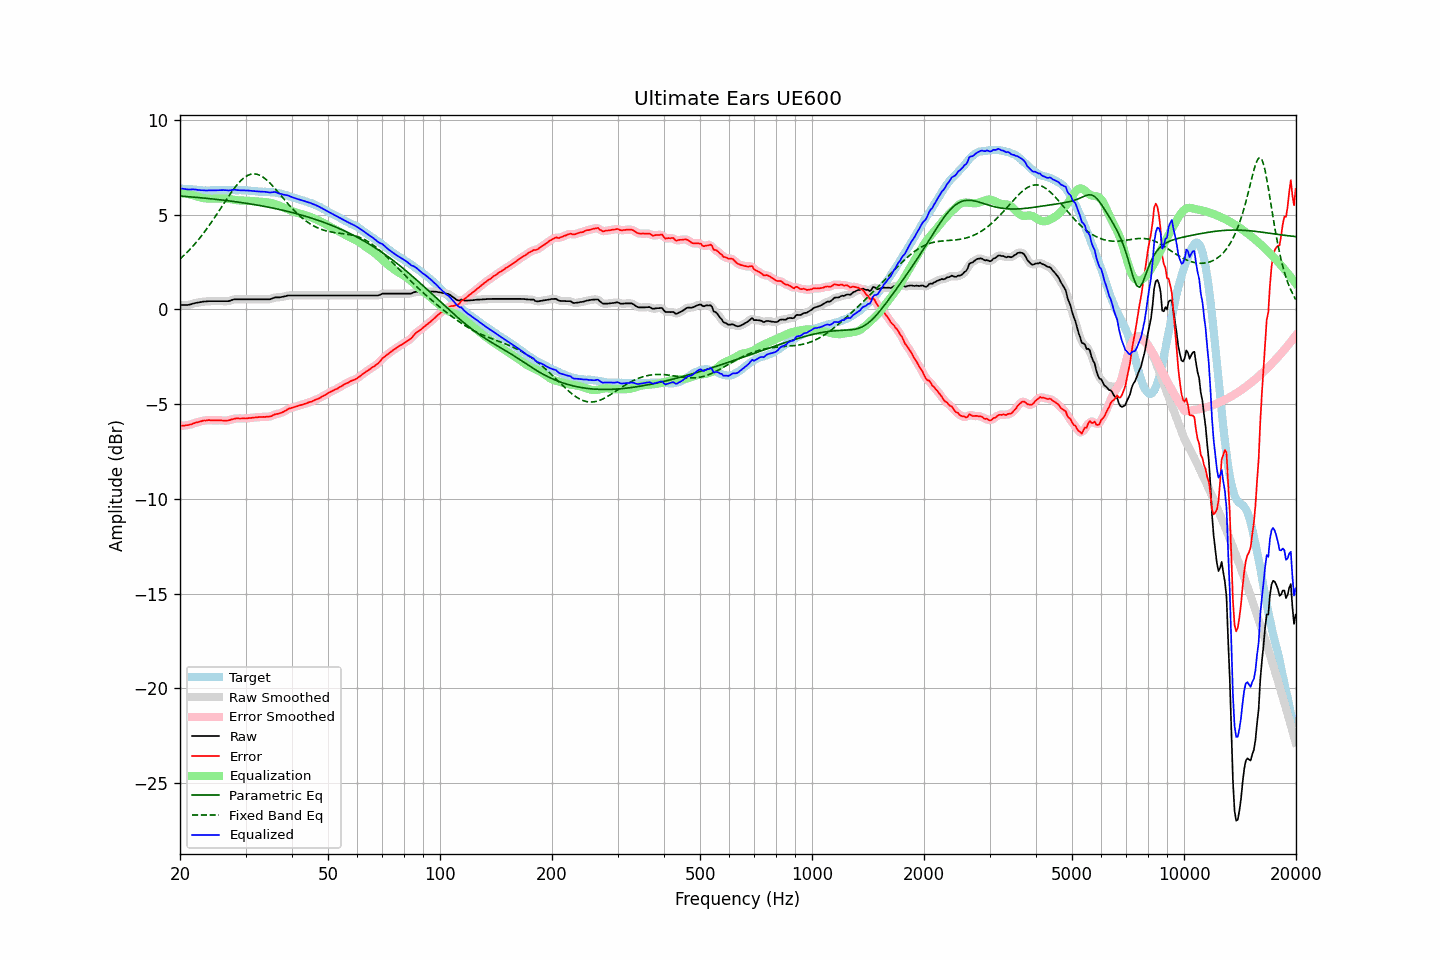 Ultimate Ears UE600
10
5
0
−5
−10
−15
−20
−25
Amplitude (dBr)
Target
Raw Smoothed
Error Smoothed
Raw
Error
Equalization
Parametric Eq
Fixed Band Eq
Equalized
20 50 100 200 500 1000 2000 5000 10000 20000
Frequency (Hz)